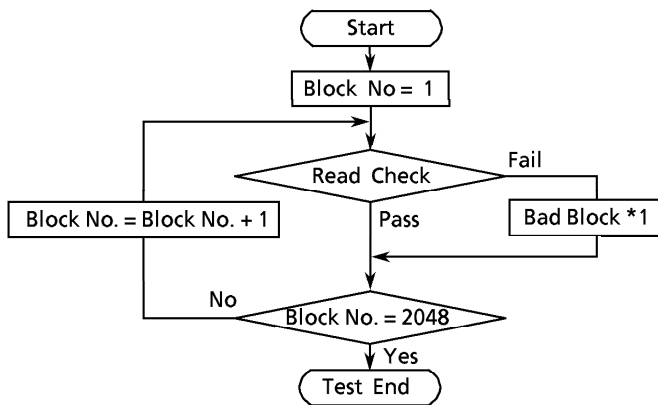 Start
Block No = 1
Read Check
Fail
Block No. = Block No. + 1
Pass
Bad Block *1
No
Block No. = 2048
Yes
Test End